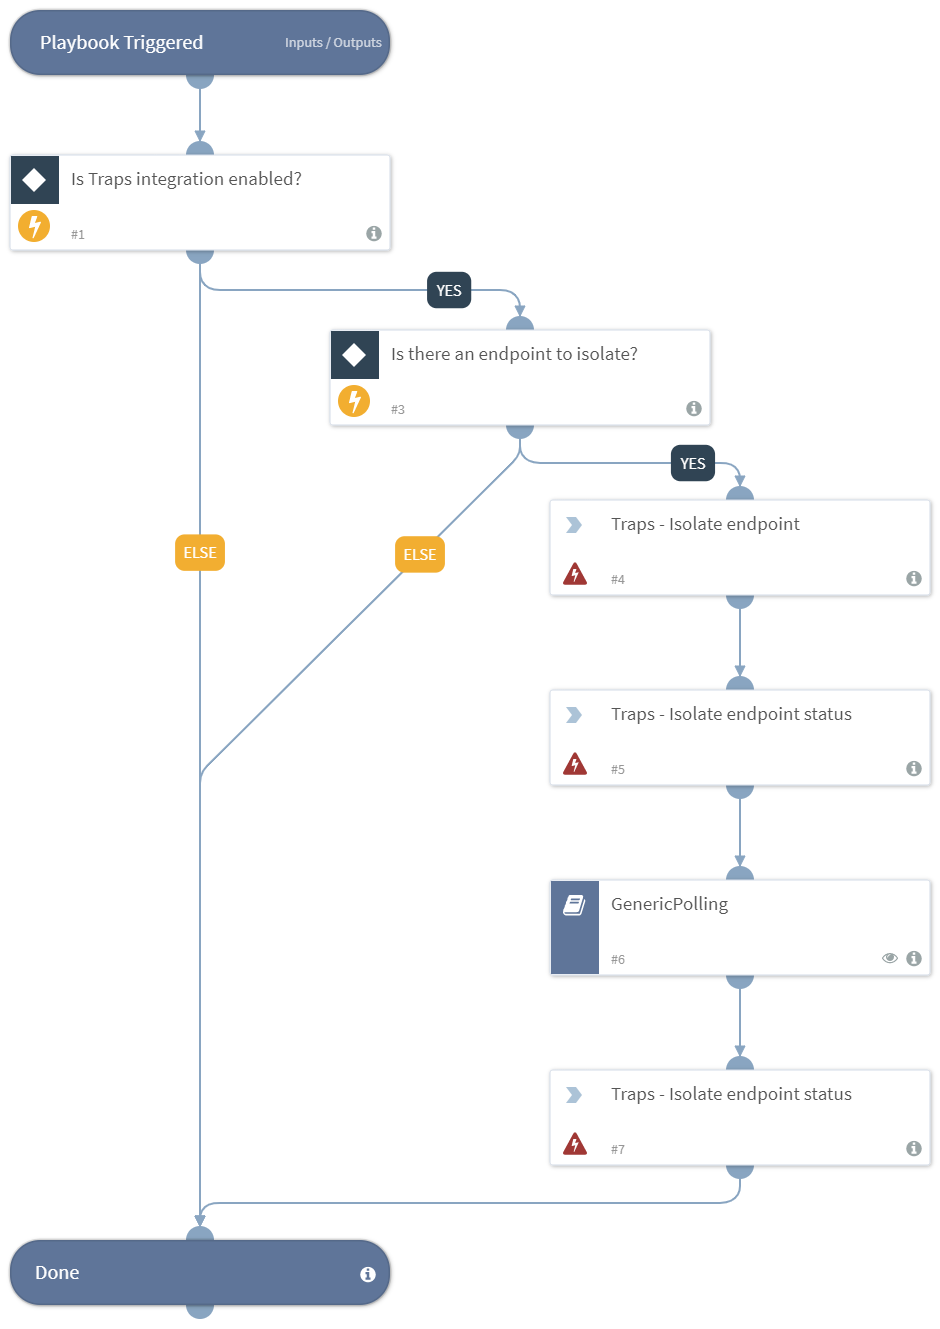 Playbook Triggered
Inputs / Outputs
Is Traps integration enabled?
#1
YES
Is there an endpoint to isolate?
#3
YES
Traps - Isolate endpoint
#4
ELSE
ELSE
Traps - Isolate endpoint status
#5
GenericPolling
#6
Traps - Isolate endpoint status
#7
Done